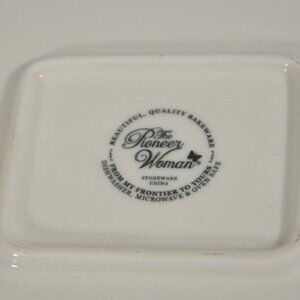 BEAUTIFUL, QUALITY BAKEWARE
The
Pioneer
Woman
STONEWARE
CHINA
FROM MY FRONTIER TO YOURS
DISHWASHER, MICROWAVE & OVEN SAFE